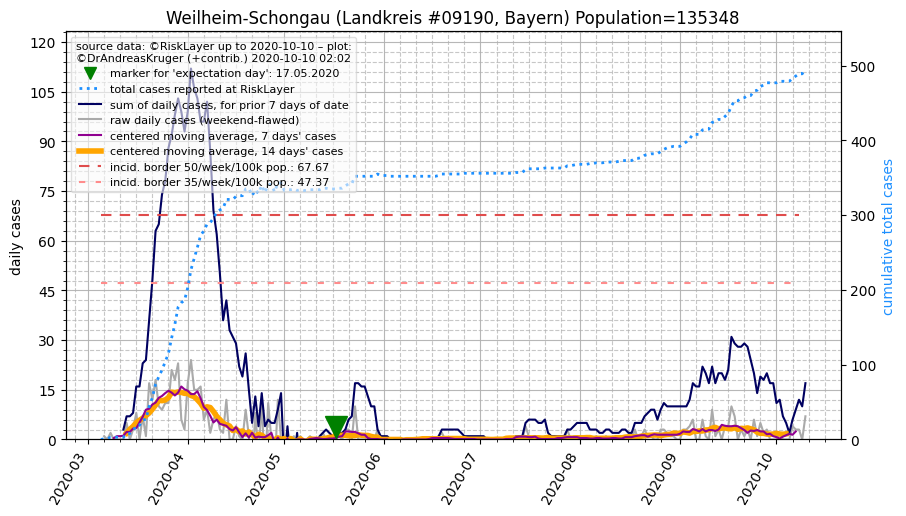 Weilheim-Schongau (Landkreis #09190, Bayern) Population=135348
source data: ©RiskLayer up to 2020-10-10 – plot:
©DrAndreasKruger (+contrib.) 2020-10-10 02:02
marker for 'expectation day': 17.05.2020
total cases reported at RiskLayer
sum of daily cases, for prior 7 days of date
raw daily cases (weekend-flawed)
centered moving average, 7 days' cases
centered moving average, 14 days' cases
incid. border 50/week/100k pop.: 67.67
incid. border 35/week/100k pop.: 47.37
daily cases
120
105
90
75
60
45
30
15
0
cumulative total cases
500
400
300
200
100
0
2020-03
2020-04
2020-05
2020-06
2020-07
2020-08
2020-09
2020-10